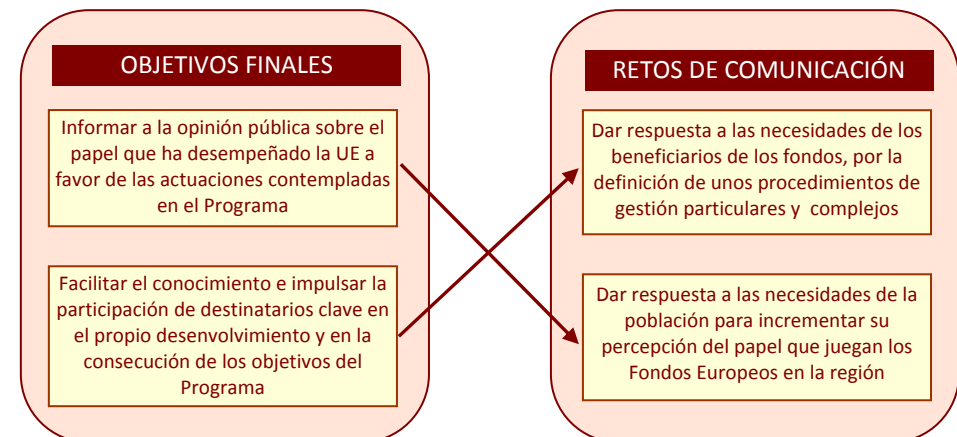 OBJETIVOS FINALES
Informar a la opinión pública sobre el
papel que ha desempeñado la UE a
favor de las actuaciones contempladas
en el Programa
Facilitar el conocimiento e impulsar la
participación de destinatarios clave en
el propio desenvolvimiento y en la
consecución de los objetivos del
Programa
RETOS DE COMUNICACIÓN
Dar respuesta a las necesidades de los
beneficiarios de los fondos, por la
definición de unos procedimientos de
gestión particulares y complejos
Dar respuesta a las necesidades de la
población para incrementar su
percepción del papel que juegan los
Fondos Europeos en la región